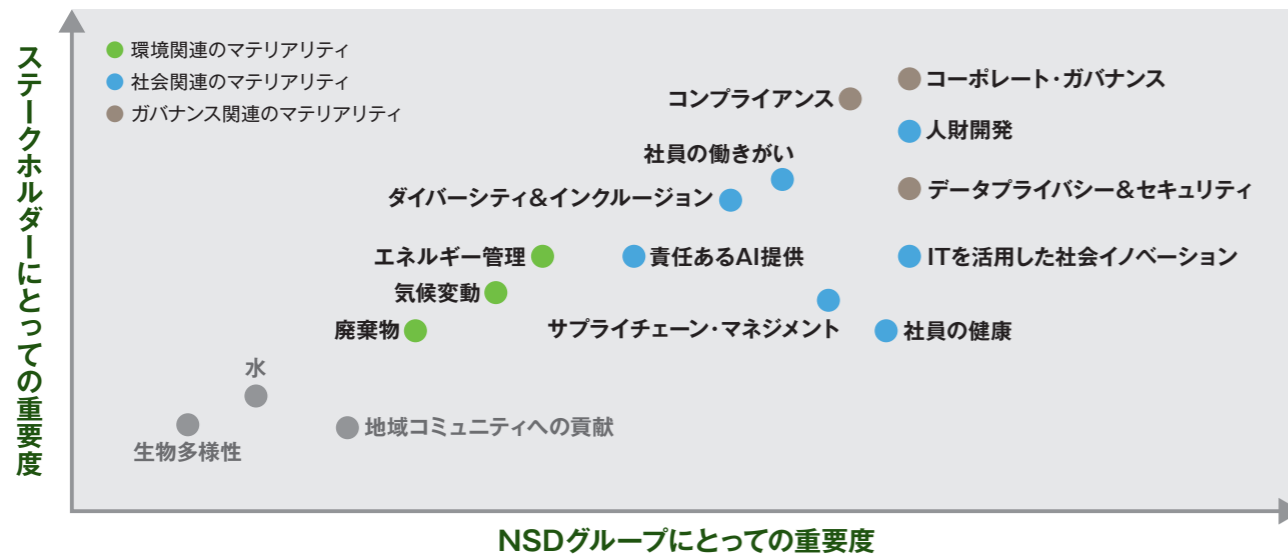 ステークホルダーにとっての重要度
環境関連のマテリアリティ
社会関連のマテリアリティ
ガバナンス関連のマテリアリティ
コーポレート・ガバナンス
コンプライアンス
人財開発
社員の働きがい
データプライバシー&セキュリティ
ダイバーシティ&インクルージョン
エネルギー管理
責任あるAI提供
ITを活用した社会イノベーション
気候変動
サプライチェーン・マネジメント
廃棄物
社員の健康
水
地域コミュニティへの貢献
生物多様性
NSDグループにとっての重要度